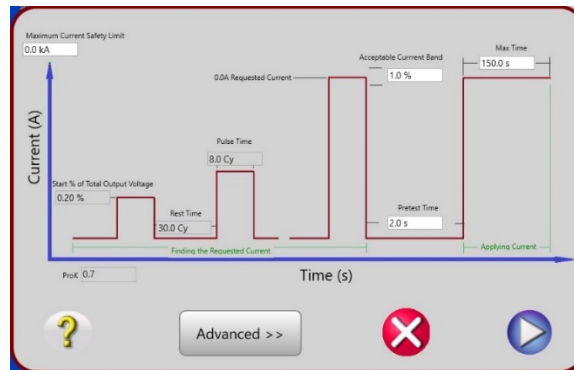 Maximum Current Safety Limit
0.0 kA
Acceptable Currrent Band
1.0 %
Max Time
150.0 s
0.0A Requested Current
Current (A)
Pulse Time
8.0 Cy
Start % of Total Output Voltage
0.20 %
Rest Time
30.0 Cy
Pretest Time
2.0 s
Finding the Requested Current
Applying Current
ProK 0.7
Time (s)
?
Advanced >>